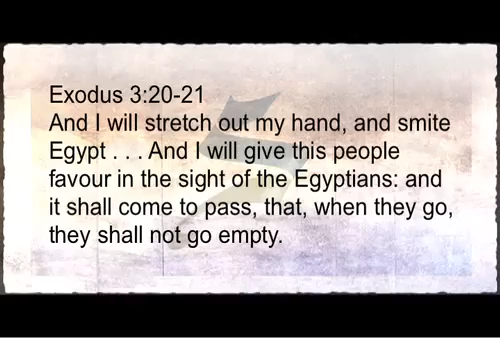 Exodus 3:20-21
And I will stretch out my hand, and smite
Egypt . . . And I will give this people
favour in the sight of the Egyptians: and
it shall come to pass, that, when they go,
they shall not go empty.